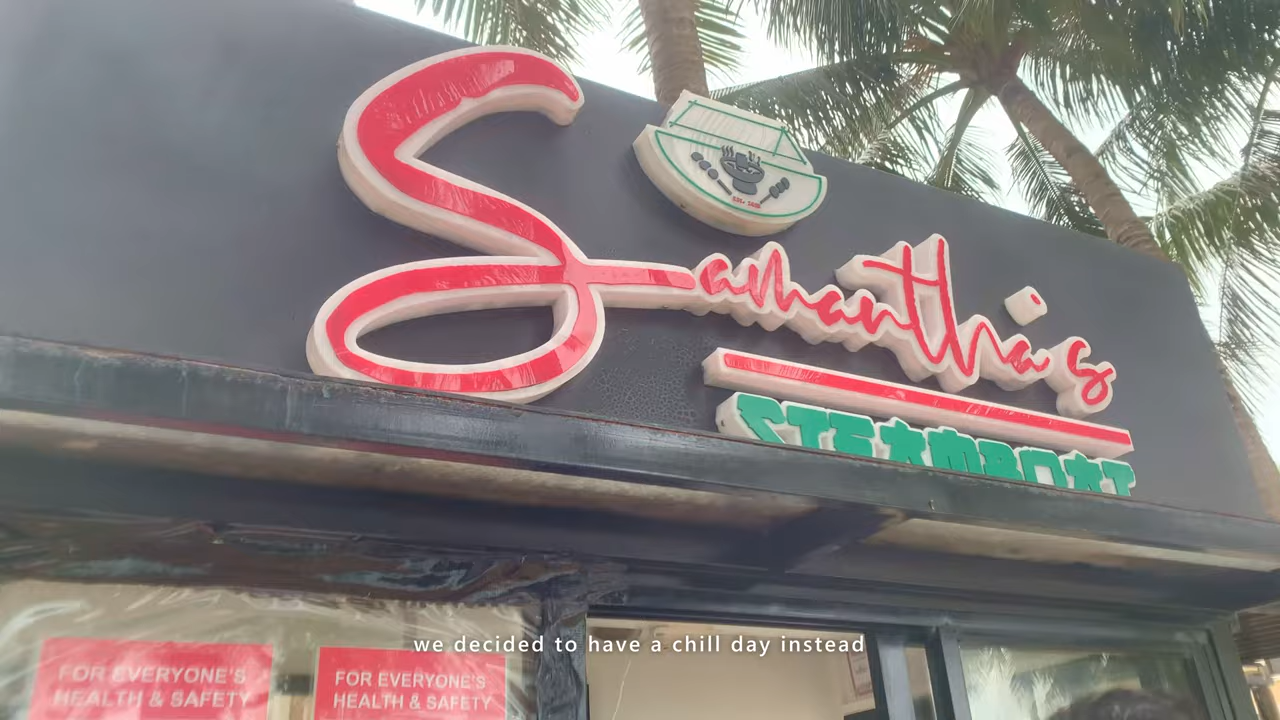 Samantha's
STEAMBOAT
we decided to have a chill day instead
FOR EVERYONE'S
HEALTH & SAFETY
FOR EVERYONE'S
HEALTH & SAFETY